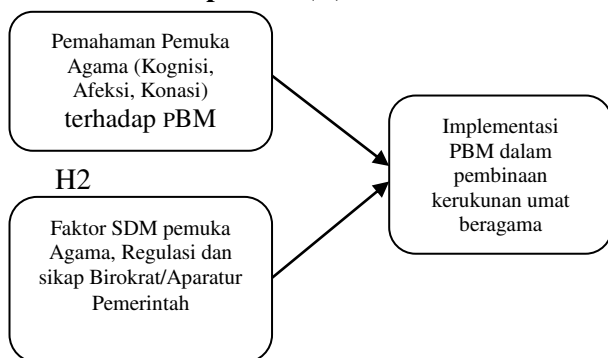 Pemahaman Pemuka
Agama (Kognisi,
Afeksi, Konasi)
terhadap PBM
H2
Faktor SDM pemuka
Agama, Regulasi dan
sikap Birokrat/Aparatur
Pemerintah
Implementasi
PBM dalam
pembinaan
kerukunan umat
beragama